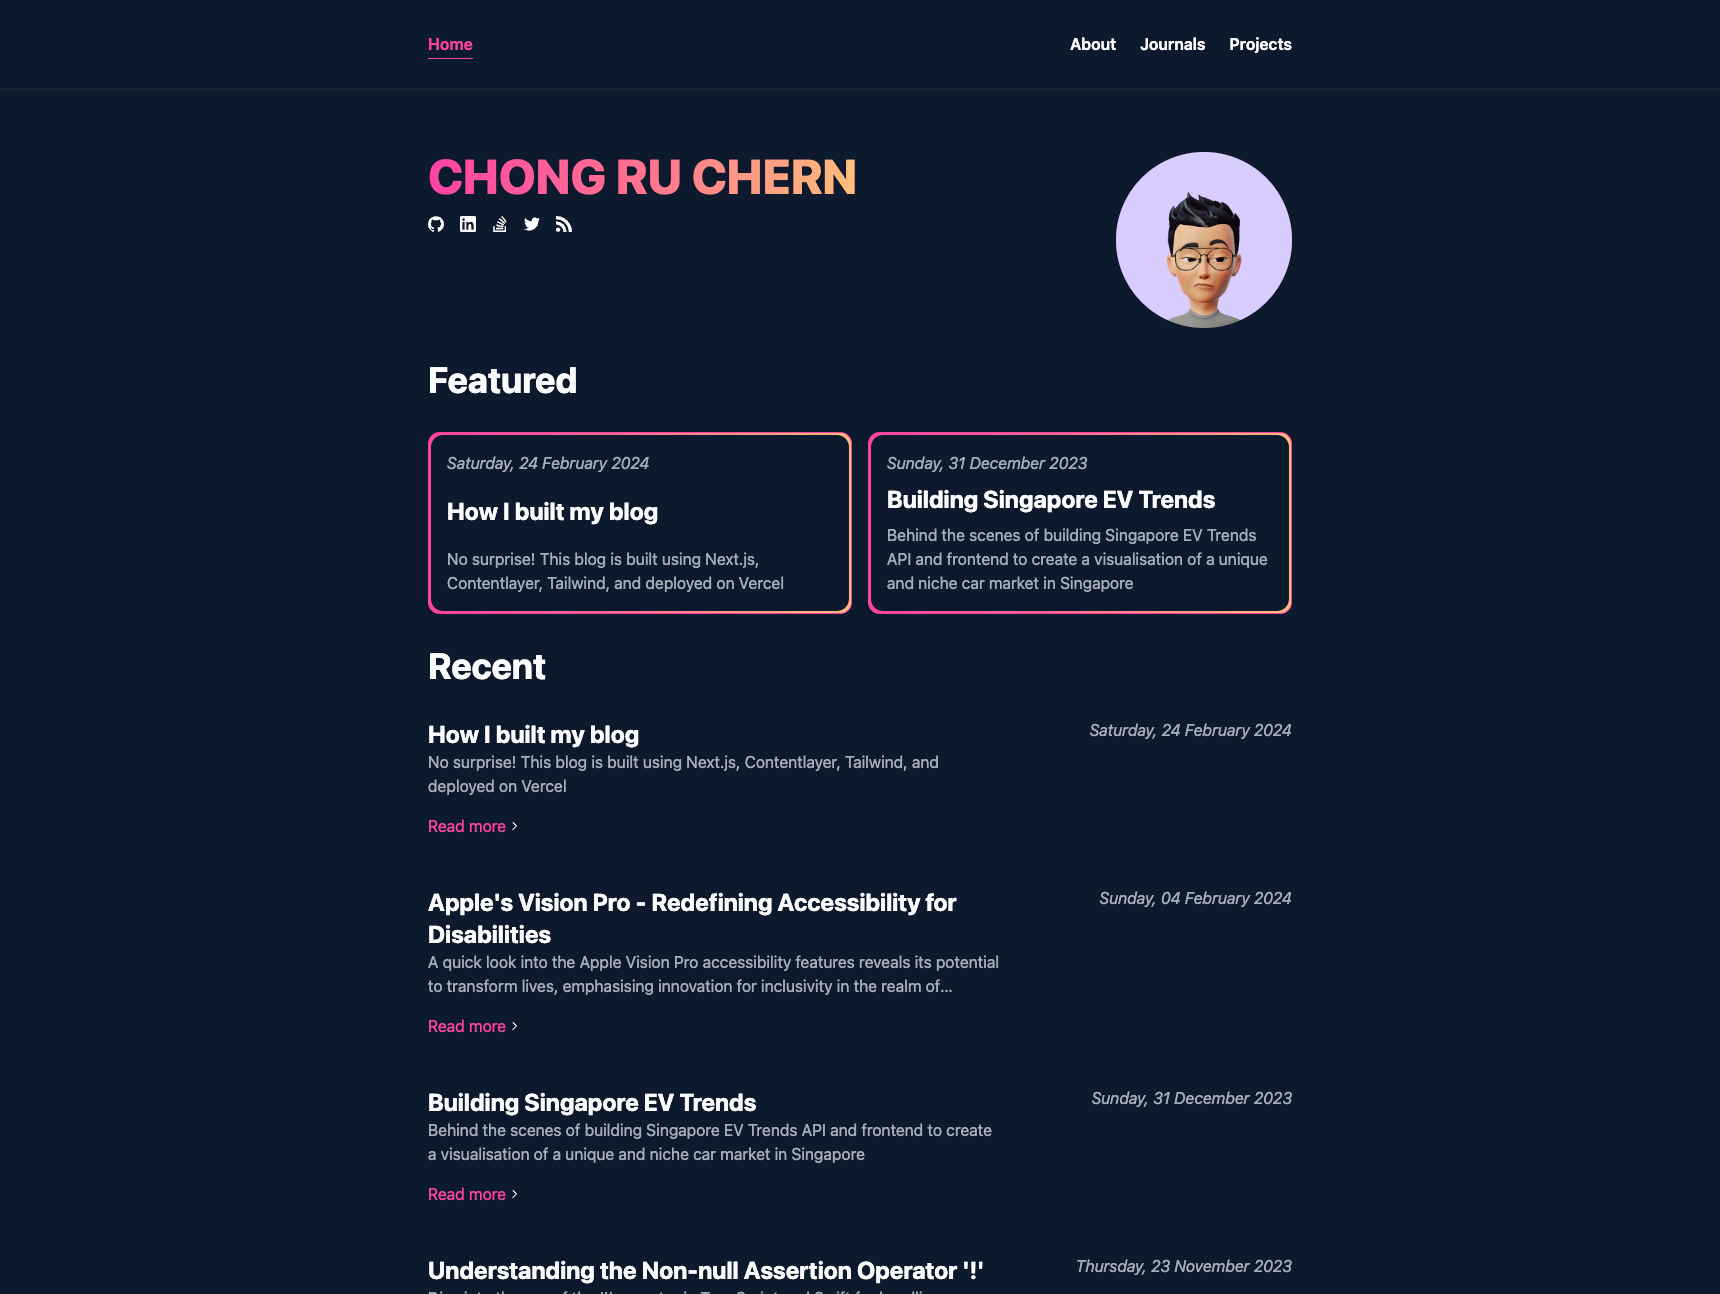 Home
About
Journals
Projects
CHONG RU CHERN
Featured
Saturday, 24 February 2024
How I built my blog
No surprise! This blog is built using Next.js,
Contentlayer, Tailwind, and deployed on Vercel
Sunday, 31 December 2023
Building Singapore EV Trends
Behind the scenes of building Singapore EV Trends
API and frontend to create a visualisation of a unique
and niche car market in Singapore
Recent
How I built my blog
Saturday, 24 February 2024
No surprise! This blog is built using Next.js, Contentlayer, Tailwind, and
deployed on Vercel
Read more
Apple's Vision Pro - Redefining Accessibility for
Disabilities
Sunday, 04 February 2024
A quick look into the Apple Vision Pro accessibility features reveals its potential
to transform lives, emphasising innovation for inclusivity in the realm of...
Read more
Building Singapore EV Trends
Sunday, 31 December 2023
Behind the scenes of building Singapore EV Trends API and frontend to create
a visualisation of a unique and niche car market in Singapore
Read more
Understanding the Non-null Assertion Operator '!'
Thursday, 23 November 2023